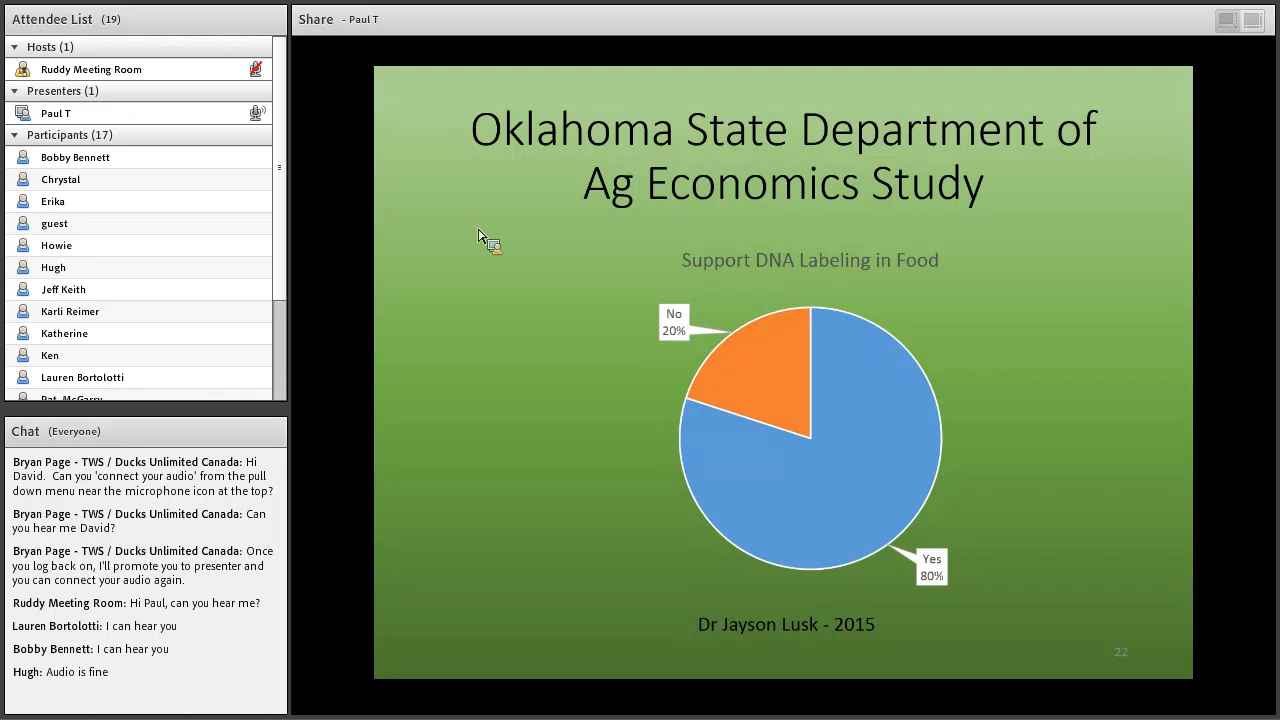 Attendee List (19)
Hosts (1)
Ruddy Meeting Room
Presenters (1)
Paul T
Participants (17)
Bobby Bennett
Chrystal
Erika
guest
Howie
Hugh
Jeff Keith
Karli Reimer
Katherine
Ken
Lauren Bortolotti
Pat McGarry
Chat (Everyone)
Bryan Page - TWS / Ducks Unlimited Canada: Hi
David. Can you 'connect your audio' from the pull
down menu near the microphone icon at the top?
Bryan Page - TWS / Ducks Unlimited Canada: Can
you hear me David?
Bryan Page - TWS / Ducks Unlimited Canada: Once
you log back on, I'll promote you to presenter and
you can connect your audio again.
Ruddy Meeting Room: Hi Paul, can you hear me?
Lauren Bortolotti: I can hear you
Bobby Bennett: I can hear you
Hugh: Audio is fine
Share - Paul T
Oklahoma State Department of
Ag Economics Study
Support DNA Labeling in Food
No
20%
Yes
80%
Dr Jayson Lusk - 2015
22